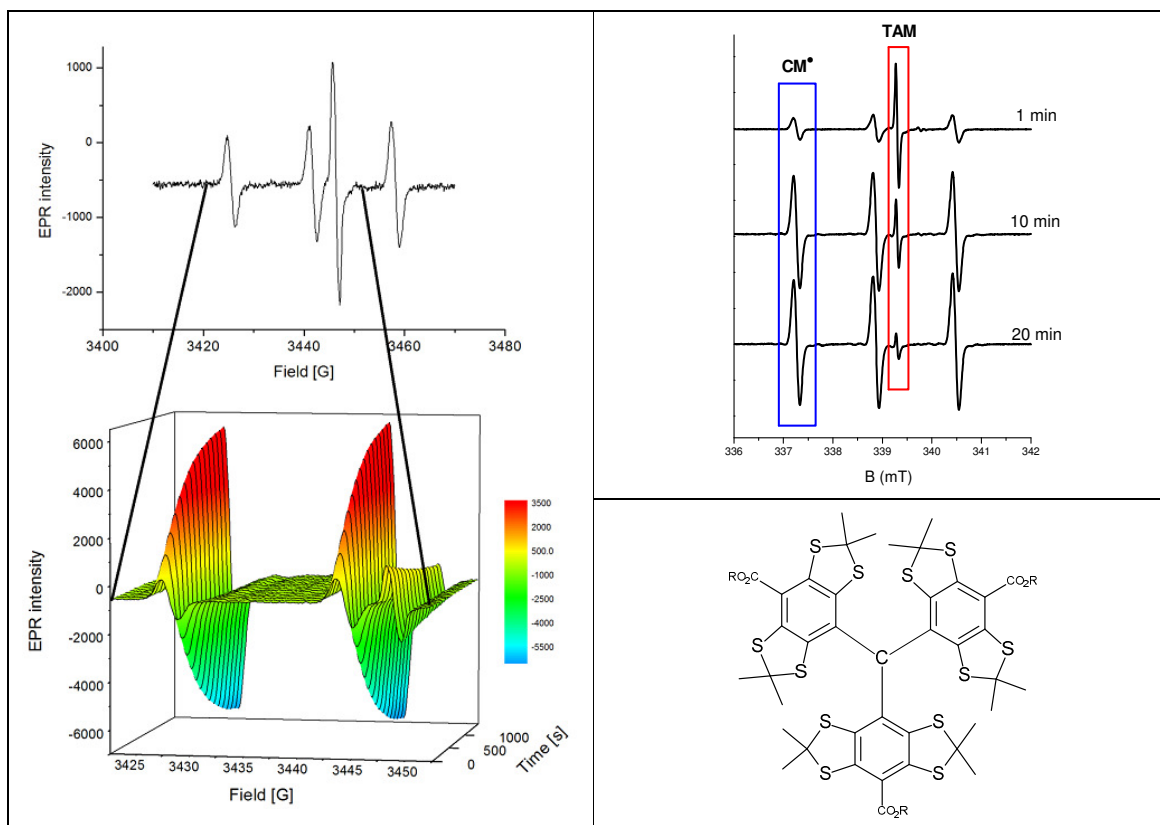 1000
0
-1000
-2000
EPR intensity
3400 3420 3440 3460 3480
Field [G]
6000
4000
2000
0
-2000
-4000
-6000
EPR intensity
3500
2000
500.0
-2500
-5500
3425 3430 3435 3440 3445 3450
Field [G]
0 500 1000
Time [s]
TAM
CM•
1 min
10 min
20 min
336 337 338 339 340 341 342
B (mT)
S S
RO₂C S S CO₂R
S S
S S
C
S S
S S
CO₂R